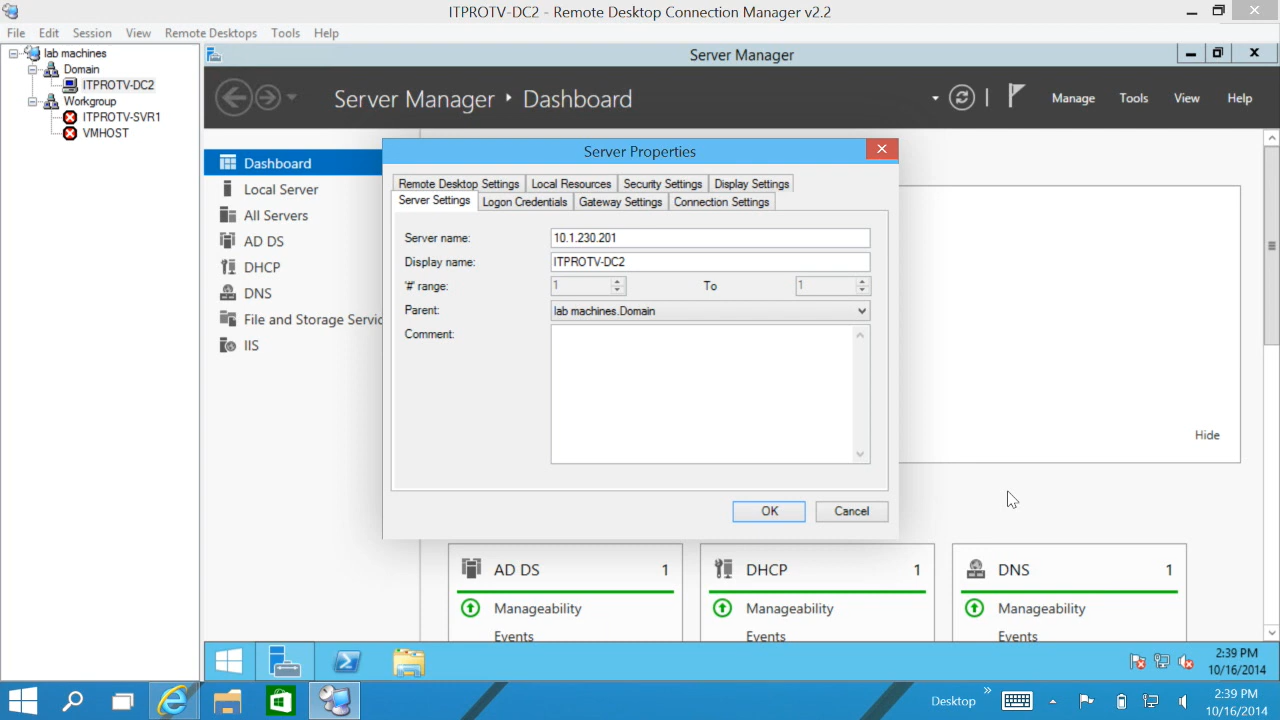 ITPROTV-DC2 - Remote Desktop Connection Manager v2.2
File Edit Session View Remote Desktops Tools Help
lab machines
Domain
ITPROTV-DC2
Workgroup
ITPROTV-SVR1
VMHOST
Server Manager
Server Manager ‣ Dashboard
Manage Tools View Help
Dashboard
Local Server
All Servers
AD DS
DHCP
DNS
File and Storage Servic
IIS
Server Properties
Remote Desktop Settings Local Resources Security Settings Display Settings
Server Settings Logon Credentials Gateway Settings Connection Settings
Server name: 10.1.230.201
Display name: ITPROTV-DC2
'#' range: 1 To 1
Parent: lab machines.Domain
Comment:
OK Cancel
Hide
AD DS 1
Manageability
Events
DHCP 1
Manageability
Events
DNS 1
Manageability
Events
2:39 PM
10/16/2014
Desktop
2:39 PM
10/16/2014